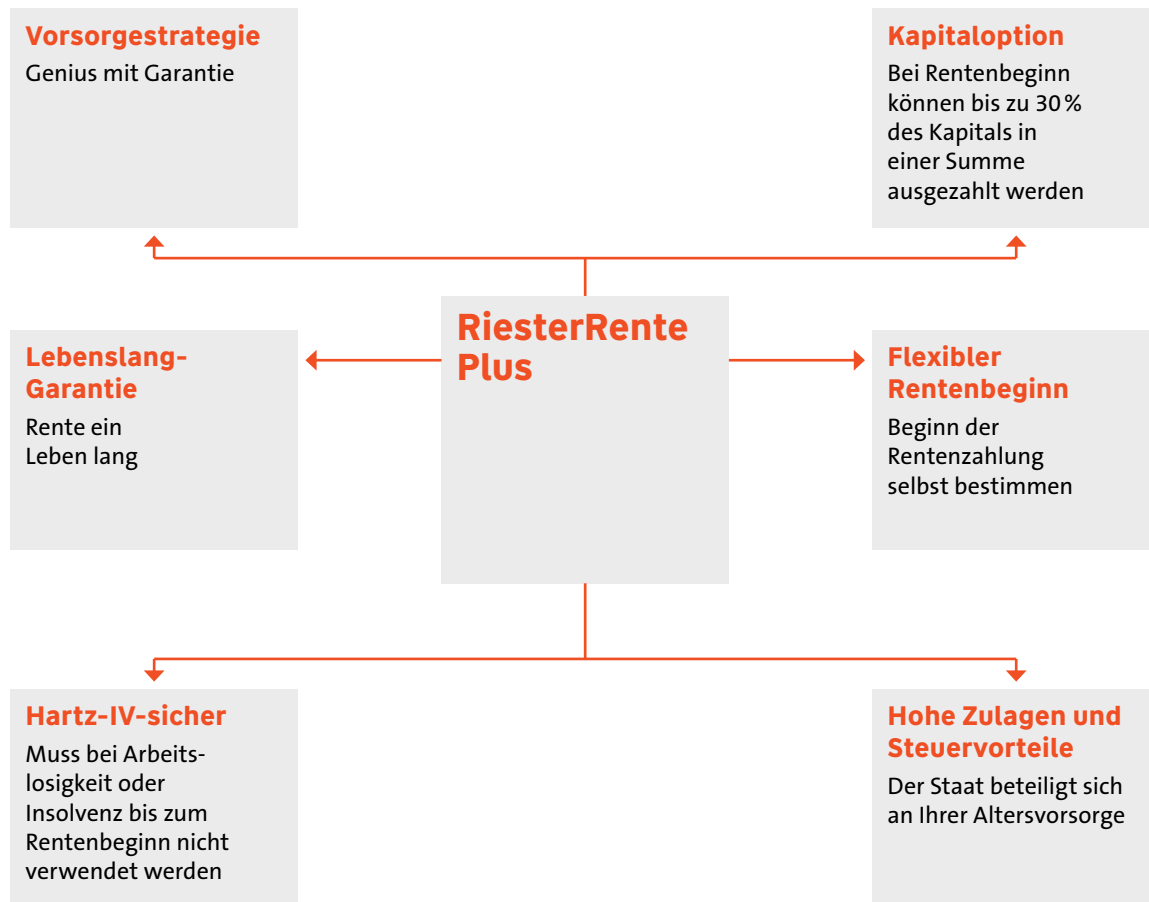 Vorsorgestrategie
Genius mit Garantie
Kapitaloption
Bei Rentenbeginn
können bis zu 30 %
des Kapitals in
einer Summe
ausgezahlt werden
RiesterRente
Plus
Lebenslang-
Garantie
Rente ein
Leben lang
Flexibler
Rentenbeginn
Beginn der
Rentenzahlung
selbst bestimmen
Hartz-IV-sicher
Muss bei Arbeits-
losigkeit oder
Insolvenz bis zum
Rentenbeginn nicht
verwendet werden
Hohe Zulagen und
Steuervorteile
Der Staat beteiligt sich
an Ihrer Altersvorsorge